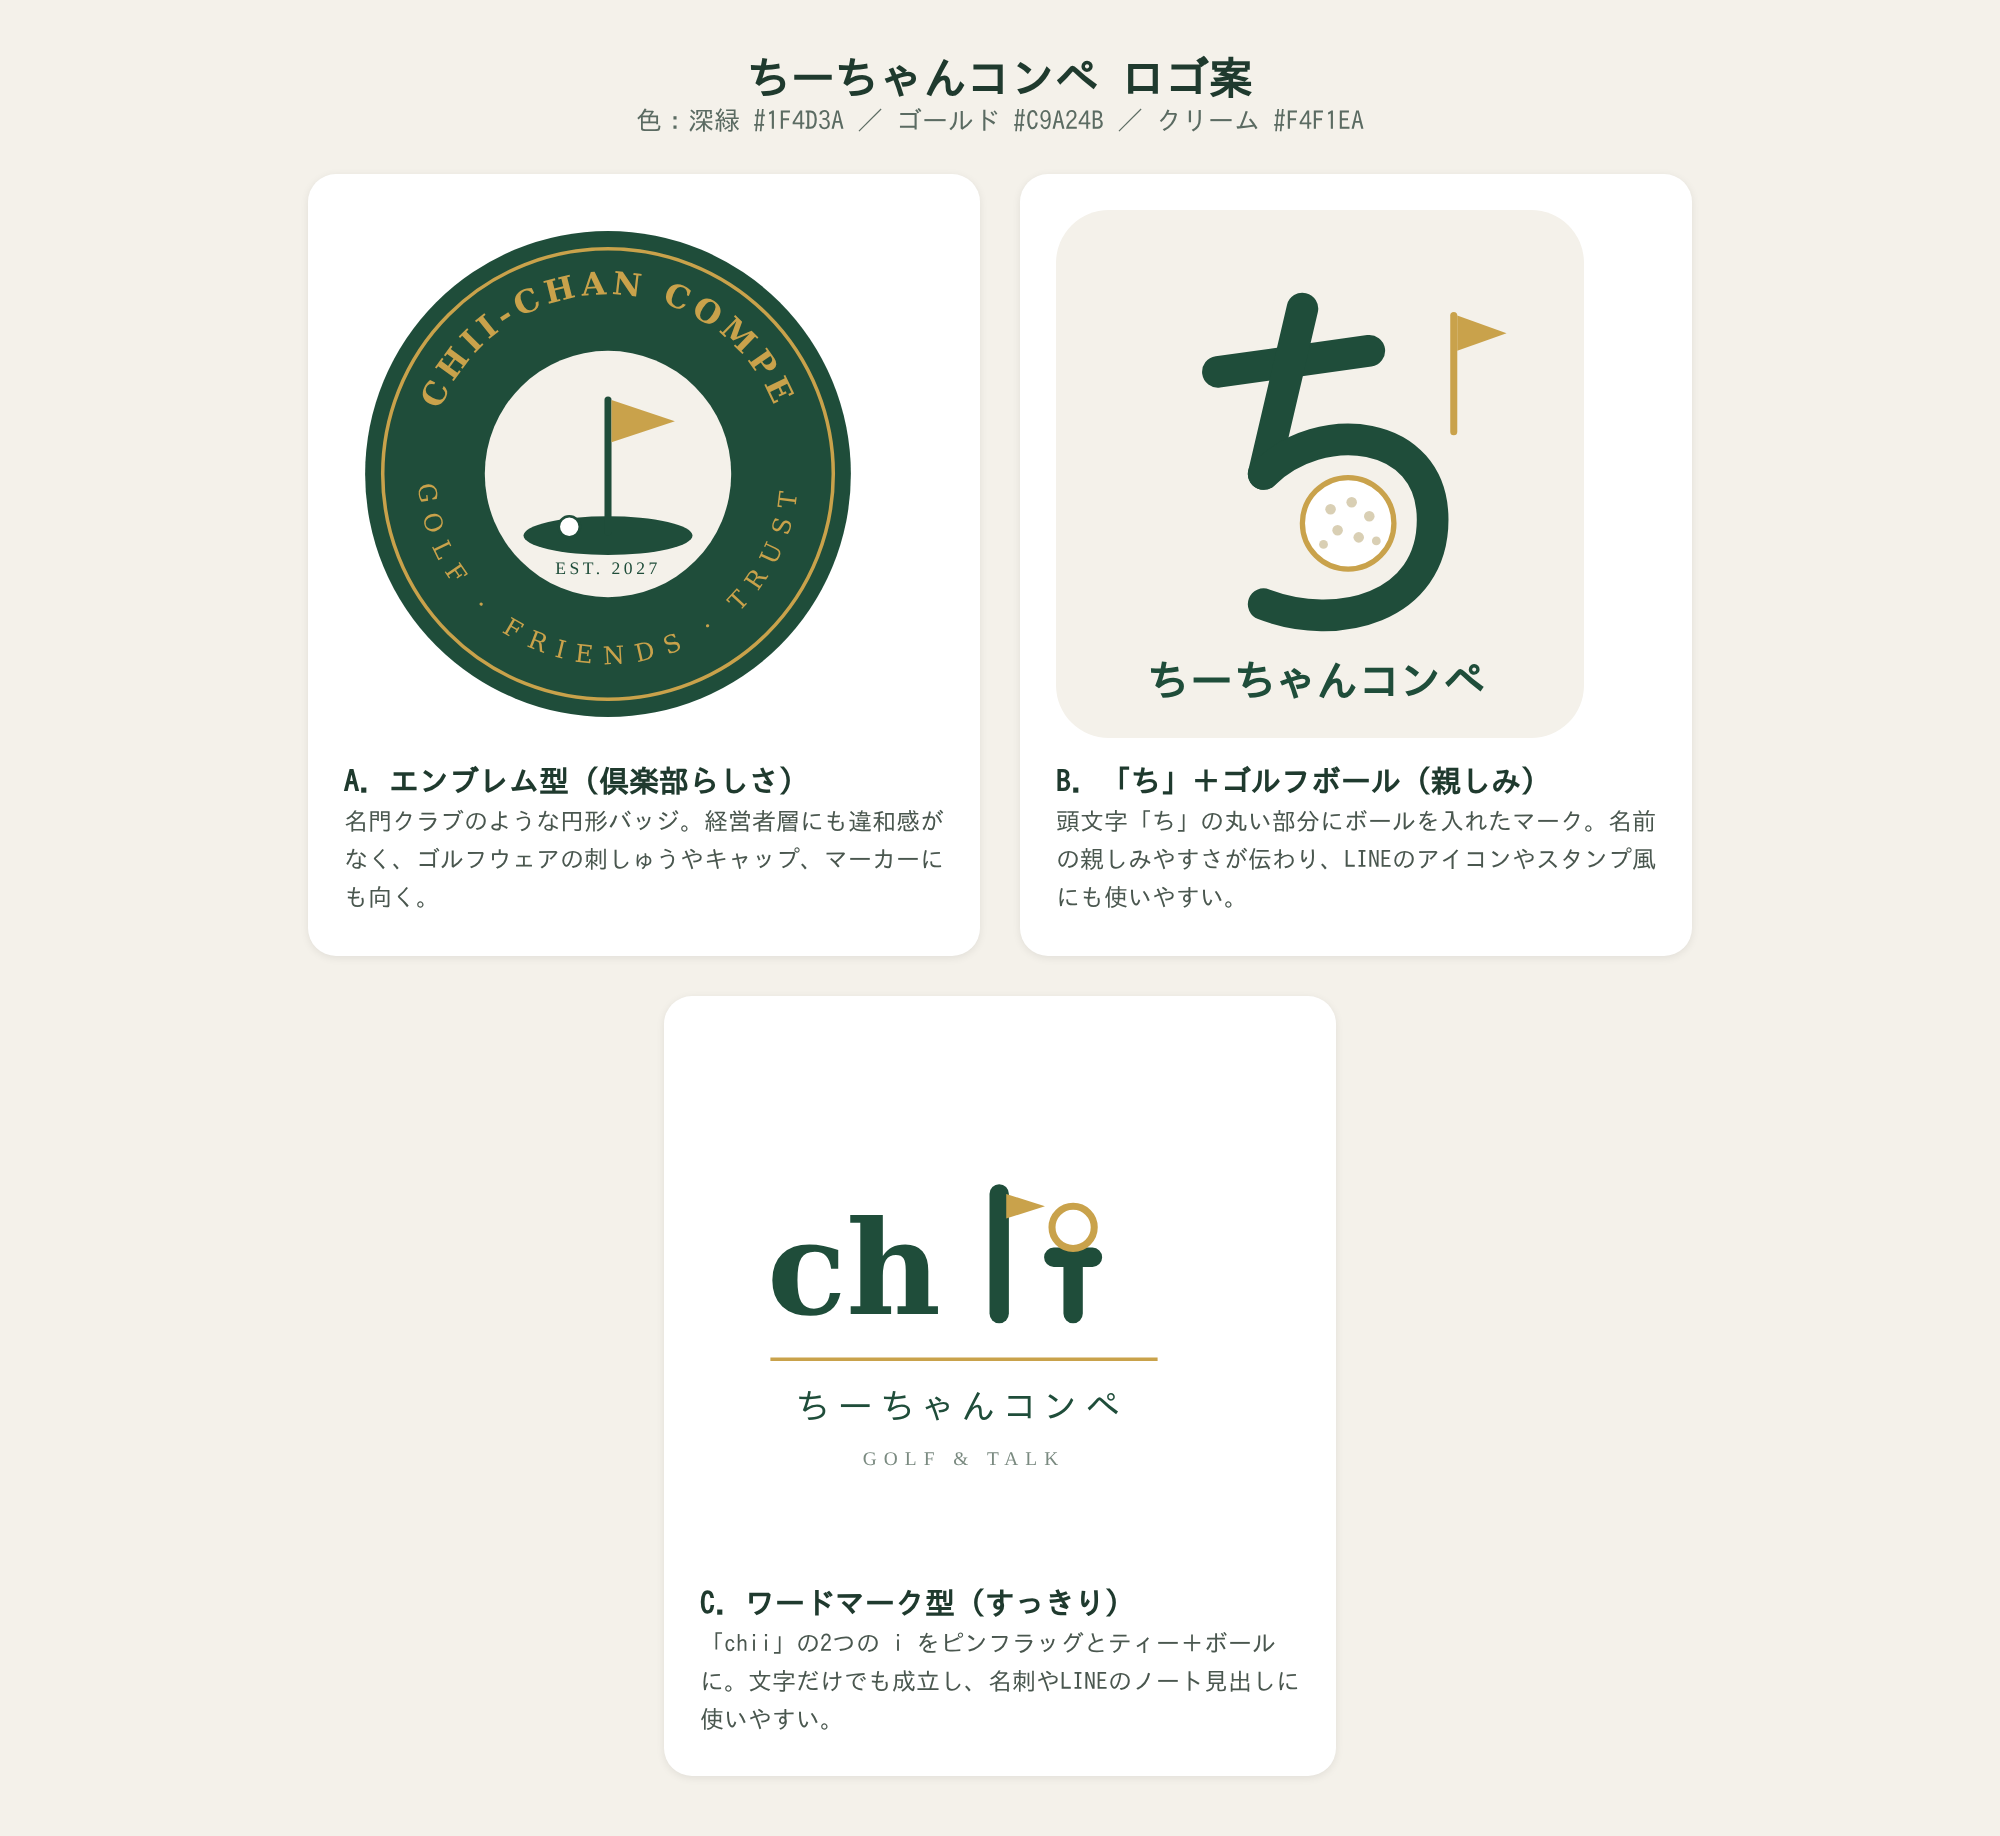 ちーちゃんコンペ ロゴ案
色：深緑 #1F4D3A ／ ゴールド #C9A24B ／ クリーム #F4F1EA
CHII-CHAN COMPE
EST. 2027
GOLF · FRIENDS · TRUST
A. エンブレム型（倶楽部らしさ）
名門クラブのような円形バッジ。経営者層にも違和感が
なく、ゴルフウェアの刺しゅうやキャップ、マーカーに
も向く。
ち
ちーちゃんコンペ
B. 「ち」＋ゴルフボール（親しみ）
頭文字「ち」の丸い部分にボールを入れたマーク。名前
の親しみやすさが伝わり、LINEのアイコンやスタンプ風
にも使いやすい。
chii
ちーちゃんコンペ
GOLF & TALK
C. ワードマーク型（すっきり）
「chii」の2つの i をピンフラッグとティー＋ボール
に。文字だけでも成立し、名刺やLINEのノート見出しに
使いやすい。